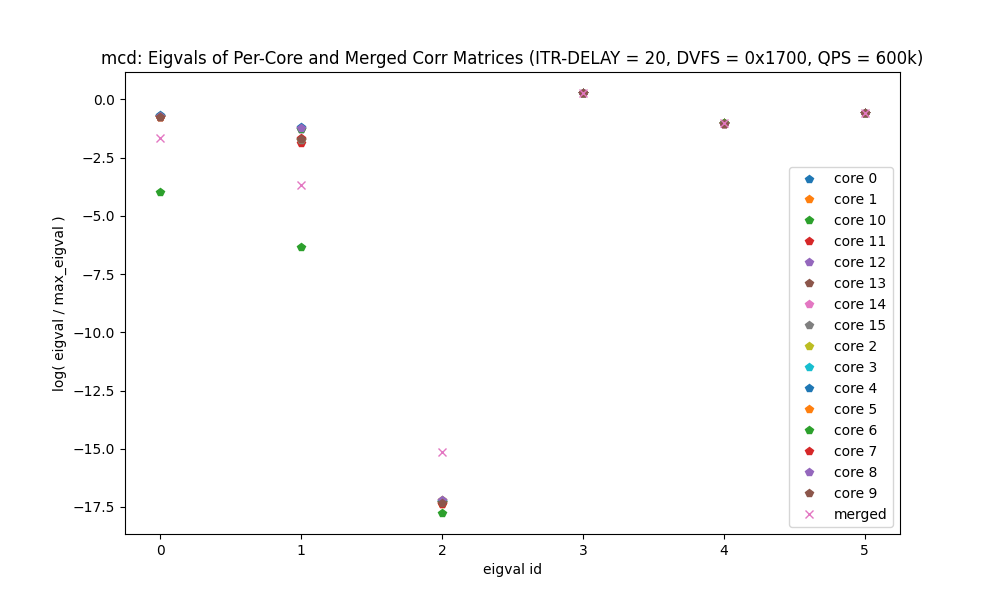 mcd: Eigvals of Per-Core and Merged Corr Matrices (ITR-DELAY = 20, DVFS = 0x1700, QPS = 600k)
log( eigval / max_eigval )
0.0
−2.5
−5.0
−7.5
−10.0
−12.5
−15.0
−17.5
core 0
core 1
core 10
core 11
core 12
core 13
core 14
core 15
core 2
core 3
core 4
core 5
core 6
core 7
core 8
core 9
merged
0 1 2 3 4 5
eigval id